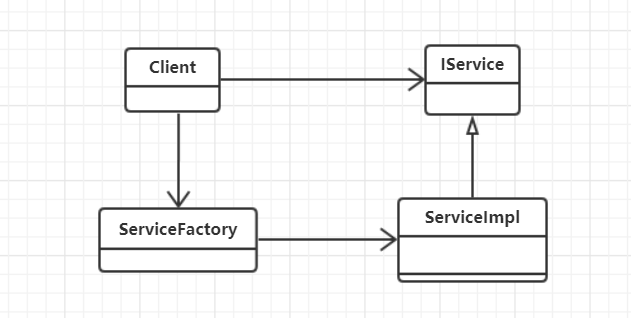 Client
IService
ServiceFactory
ServiceImpl